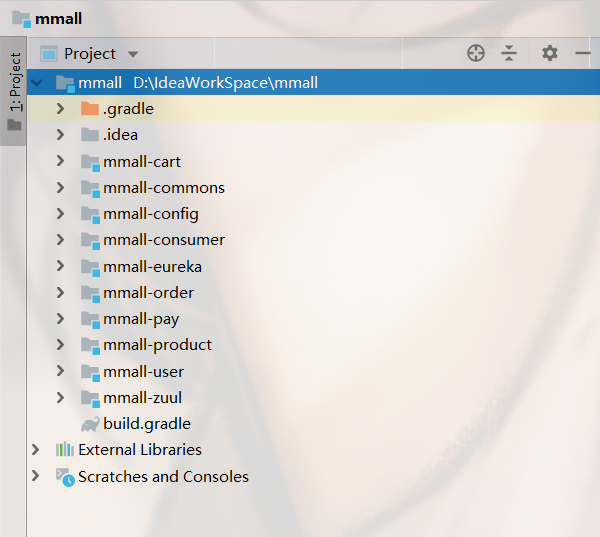 mmall
Project
1: Project
mmall D:\IdeaWorkSpace\mmall
.gradle
.idea
mmall-cart
mmall-commons
mmall-config
mmall-consumer
mmall-eureka
mmall-order
mmall-pay
mmall-product
mmall-user
mmall-zuul
build.gradle
External Libraries
Scratches and Consoles